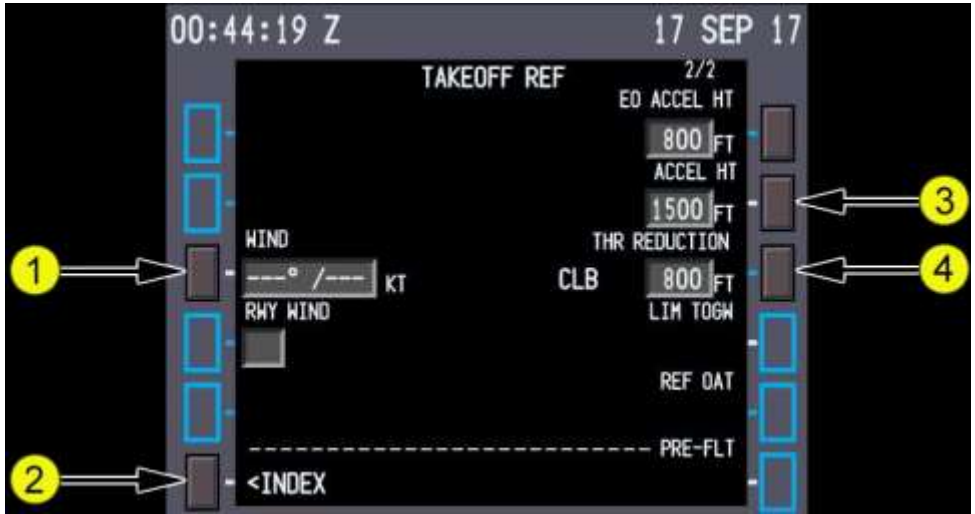 00:44:19 Z 17 SEP 17
TAKEOFF REF 2/2
EO ACCEL HT
800 FT
ACCEL HT
1500 FT
WIND THR REDUCTION
---° /--- KT CLB 800 FT
RWY WIND LIM TOGW
REF OAT
---------------------------------- PRE-FLT
<INDEX
1
2
3
4